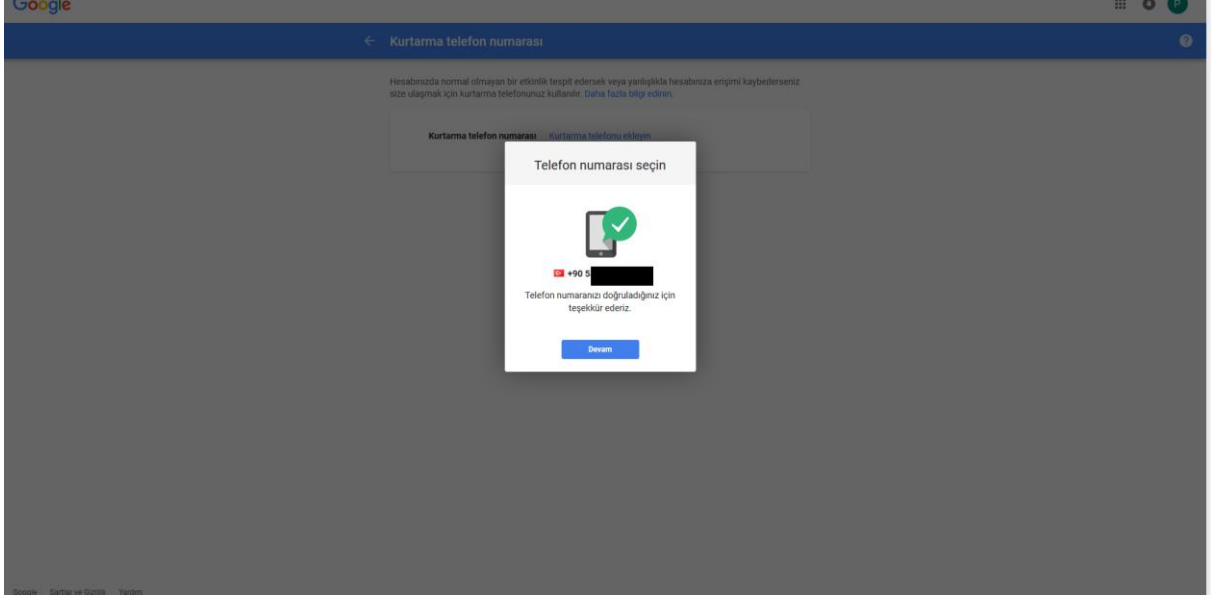 Google
P
← Kurtarma telefon numarası
?
Hesabınızda normal olmayan bir etkinlik tespit edersek veya yanlışlıkla hesabınıza erişimi kaybederseniz
size ulaşmak için kurtarma telefonunuz kullanılır. Daha fazla bilgi edinin.
Kurtarma telefon numarası Kurtarma telefonu ekleyin
Telefon numarası seçin
+90 5
Telefon numaranızı doğruladığınız için
teşekkür ederiz.
Devam
Google Şartlar ve Gizlilik Yardım